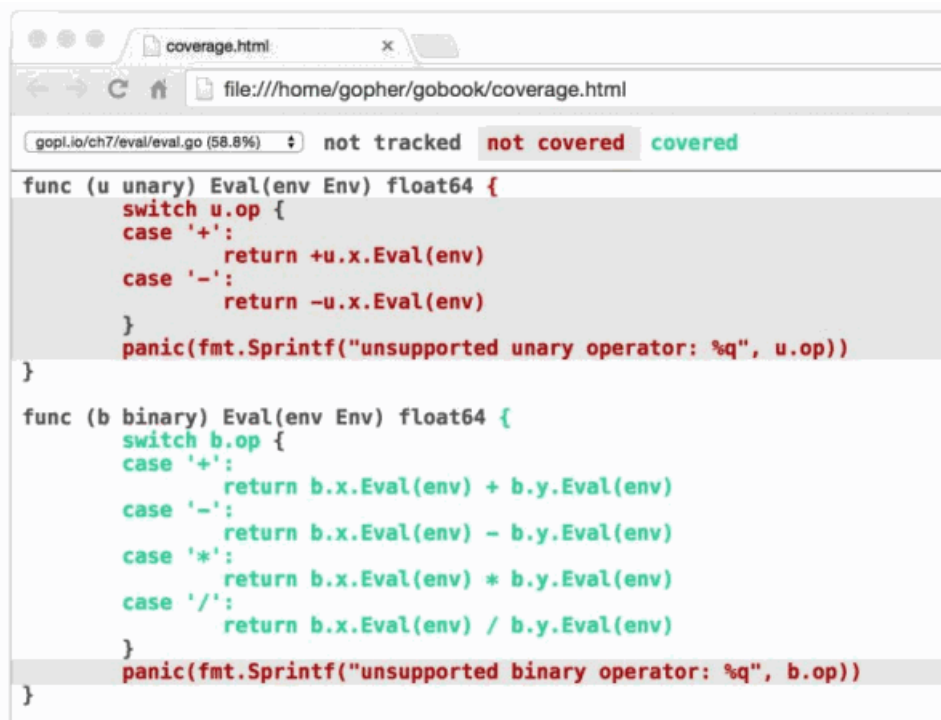 coverage.html ×
file:///home/gopher/gobook/coverage.html
gopl.io/ch7/eval/eval.go (58.8%) not tracked not covered covered
func (u unary) Eval(env Env) float64 {
        switch u.op {
        case '+':
                return +u.x.Eval(env)
        case '-':
                return -u.x.Eval(env)
        }
        panic(fmt.Sprintf("unsupported unary operator: %q", u.op))
}
func (b binary) Eval(env Env) float64 {
        switch b.op {
        case '+':
                return b.x.Eval(env) + b.y.Eval(env)
        case '-':
                return b.x.Eval(env) - b.y.Eval(env)
        case '*':
                return b.x.Eval(env) * b.y.Eval(env)
        case '/':
                return b.x.Eval(env) / b.y.Eval(env)
        }
        panic(fmt.Sprintf("unsupported binary operator: %q", b.op))
}